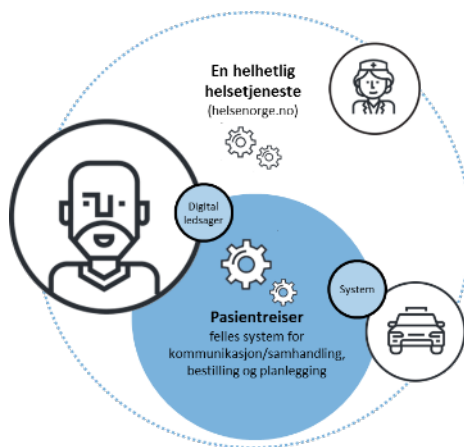 En helhetlig
helsetjeneste
(helsenorge.no)
Digital
ledsager
System
Pasientreiser
felles system for
kommunikasjon/samhandling,
bestilling og planlegging